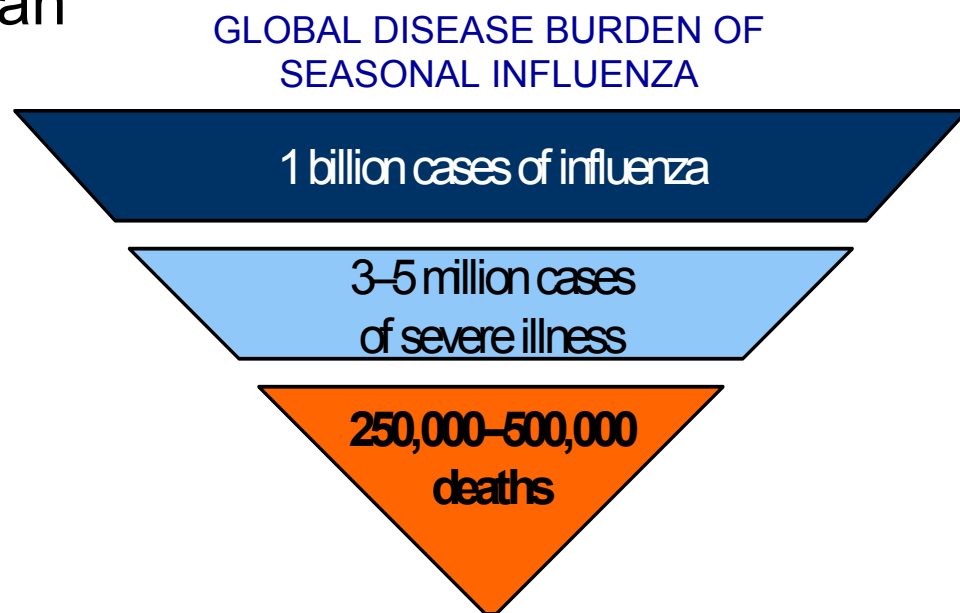 GLOBAL DISEASE BURDEN OF
SEASONAL INFLUENZA
1 billion cases of influenza
3–5 million cases
of severe illness
250,000–500,000
deaths